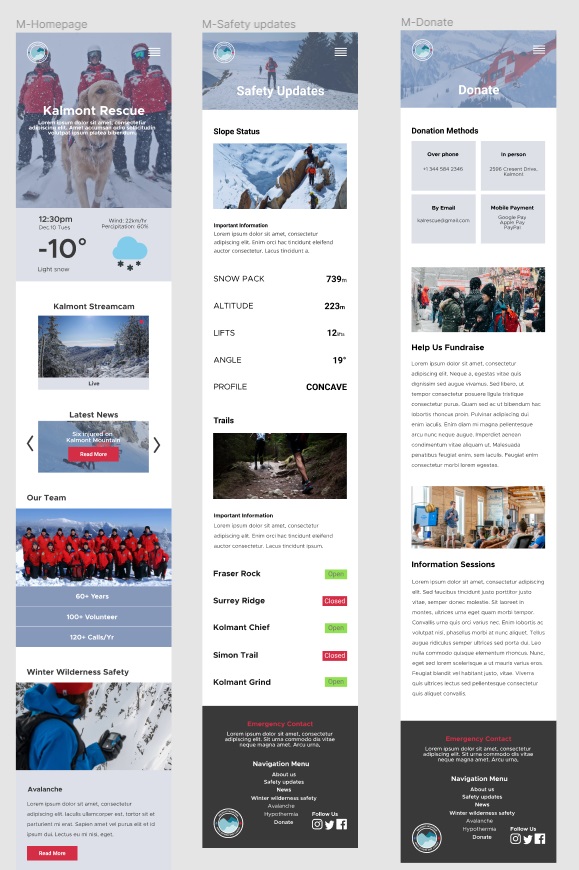 M-Homepage
Kalmont Rescue
Lorem ipsum dolor sit amet, consectetur
adipiscing elit. Amet accumsan odio sollicitudin
volutpat ipsum platea bibendum.
12:30pm
Dec,10 Tues
-10°
Light snow
Wind: 22km/hr
Percipitation: 60%
Kalmont Streamcam
Live
Latest News
Six injured on
Kalmont Mountain
Read More
Our Team
60+ Years
100+ Volunteer
120+ Calls/Yr
Winter Wilderness Safety
Avalanche
Lorem ipsum dolor sit amet, consectetur
adipiscing elit. Iaculis ullamcorper est, tortor sit et
parturient mi erat. Sapien amet vel purus elit et id
ipsum dui. Lectus eu mi nisi, eget.
Read More
M-Safety updates
Safety Updates
Slope Status
Important Information
Lorem ipsum dolor sit amet, consectetur
adipiscing elit. Enim orci hac tincidunt eleifend
auctor consectetur. Lacus tincidunt a.
SNOW PACK 739m
ALTITUDE 223m
LIFTS 12lifts
ANGLE 19°
PROFILE CONCAVE
Trails
Important Information
Lorem ipsum dolor sit amet, consectetur
adipiscing elit. Enim orci hac tincidunt eleifend
auctor consectetur. Lacus tincidunt ipsum.
Fraser Rock Open
Surrey Ridge Closed
Kolmant Chief Open
Simon Trail Closed
Kolmant Grind Open
Emergency Contact
Lorem ipsum dolor sit amet, consectetur
adipiscing elit. Sit urna commodo dis vitae
neque magna amet. Arcu urna,
Navigation Menu
About us
Safety updates
News
Winter wilderness safety
Avalanche
Hypothermia
Donate
Follow Us
M-Donate
Donate
Donation Methods
Over phone
+1 344 584 2346
In person
2596 Cresent Drive,
Kalmont
By Email
kalrescue@gmail.com
Mobile Payment
Google Pay
Apple Pay
PayPal
Help Us Fundraise
Lorem ipsum dolor sit amet, consectetur
adipiscing elit. Neque a, egestas vitae quis
dignissim sed augue vivamus. Sed libero, ut
tempor consectetur posuere ligula tristique
consectetur purus. Quam sed ac ut bibendum hac
lobortis rhoncus proin. Pulvinar adipiscing dui
enim iaculis. Enim diam mi magna pellentesque
arcu nunc neque augue. Imperdiet aenean
condimentum vitae aliquam et. Malesuada
penatibus feugiat enim, sem iaculis. Feugiat enim
consectetur morbi lorem egestas.
Information Sessions
Lorem ipsum dolor sit amet, consectetur adipiscing
elit. Sed faucibus tincidunt justo porttitor justo
vitae, semper donec molestie. Sit laoreet in
montes, ultrices urna eget quam morbi tempor.
Convallis urna quis orci varius nec. Enim lobortis ac
volutpat nisi, phasellus morbi at nunc aliquet. Tellus
augue ridiculus semper dolor sit porta dui. Leo
nulla commodo quisque elementum rhoncus. Nunc,
eget sed lorem scelerisque a ut mauris varius eros.
Feugiat blandit vel habitant justo, vitae. Viverra
quis ultrices lectus sed pellentesque consectetur
quis aliquet convallis.
Emergency Contact
Lorem ipsum dolor sit amet, consectetur
adipiscing elit. Sit urna commodo dis vitae
neque magna amet. Arcu urna,
Navigation Menu
About us
Safety updates
News
Winter wilderness safety
Avalanche
Hypothermia
Donate
Follow Us